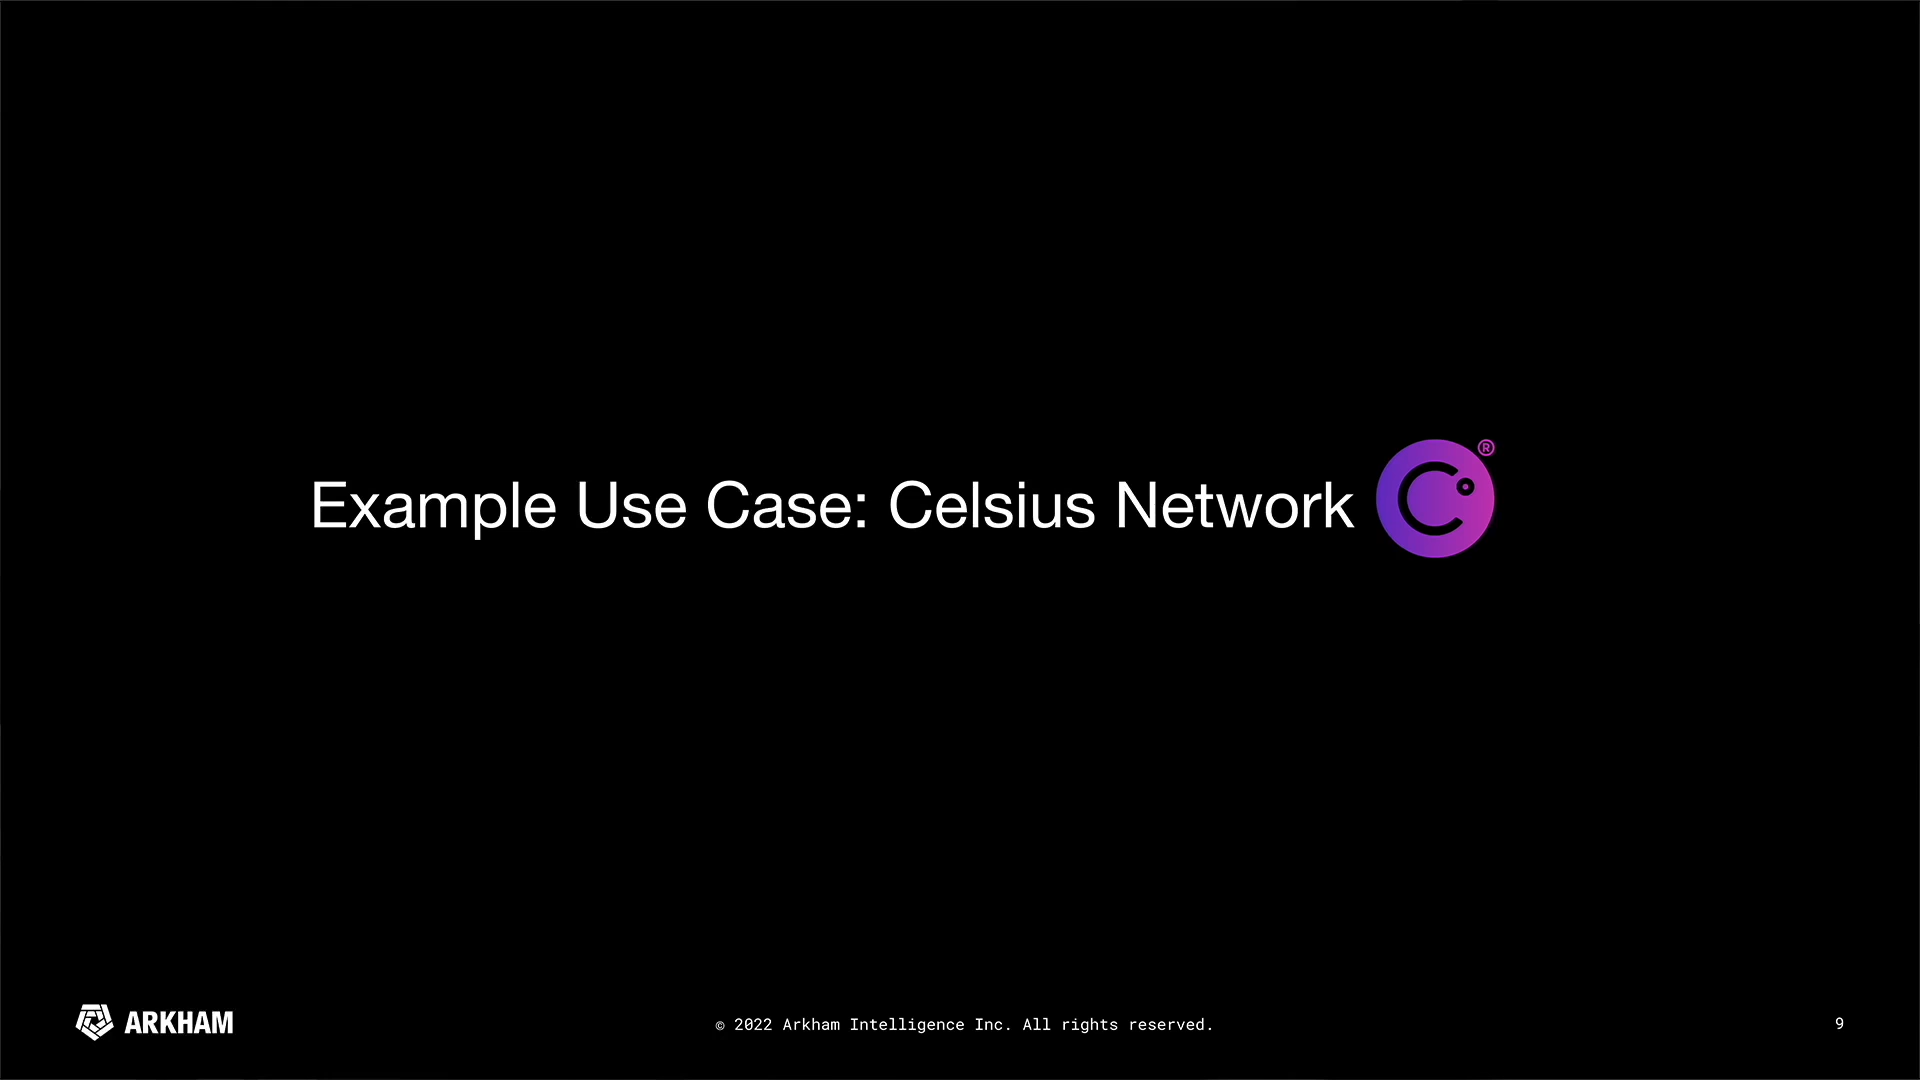 Example Use Case: Celsius Network
®
ARKHAM
© 2022 Arkham Intelligence Inc. All rights reserved.
9